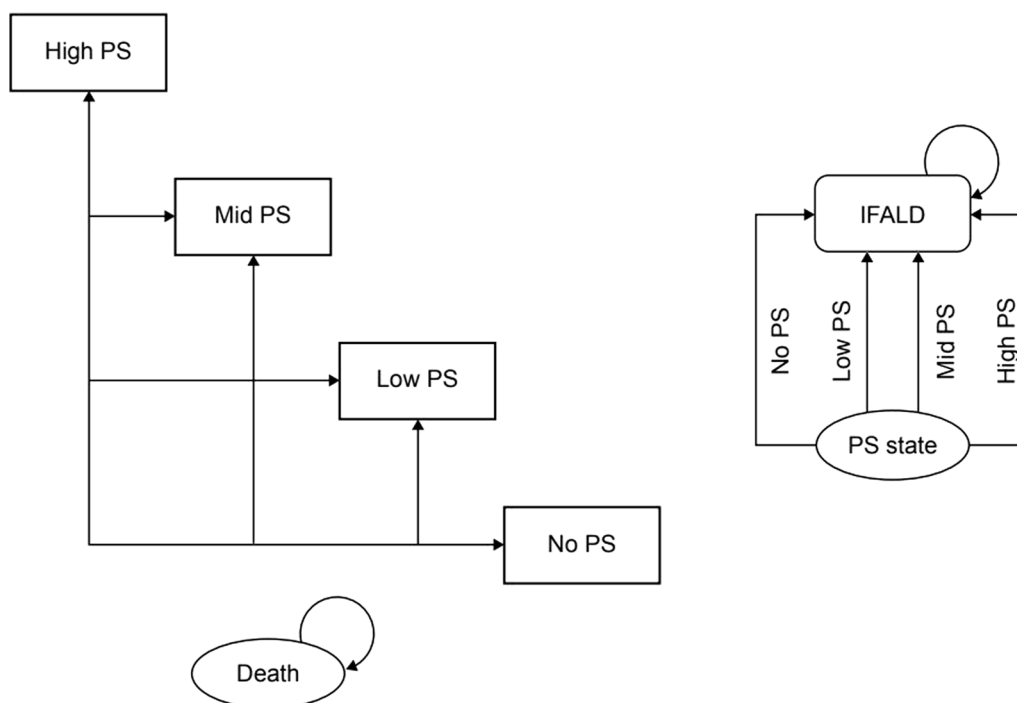 High PS
Mid PS
IFALD
No PS
Low PS
Mid PS
High PS
Low PS
PS state
No PS
Death